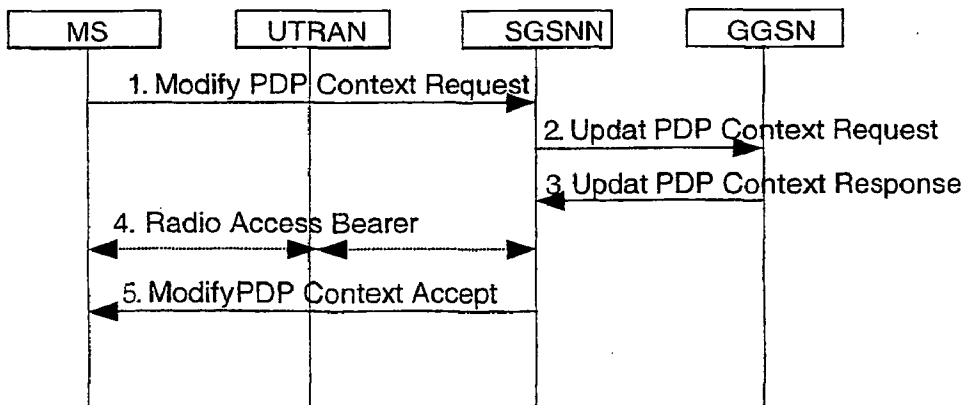 MS UTRAN SGSNN GGSN
1. Modify PDP Context Request
2. Updat PDP Context Request
3. Updat PDP Context Response
4. Radio Access Bearer
5. ModifyPDP Context Accept